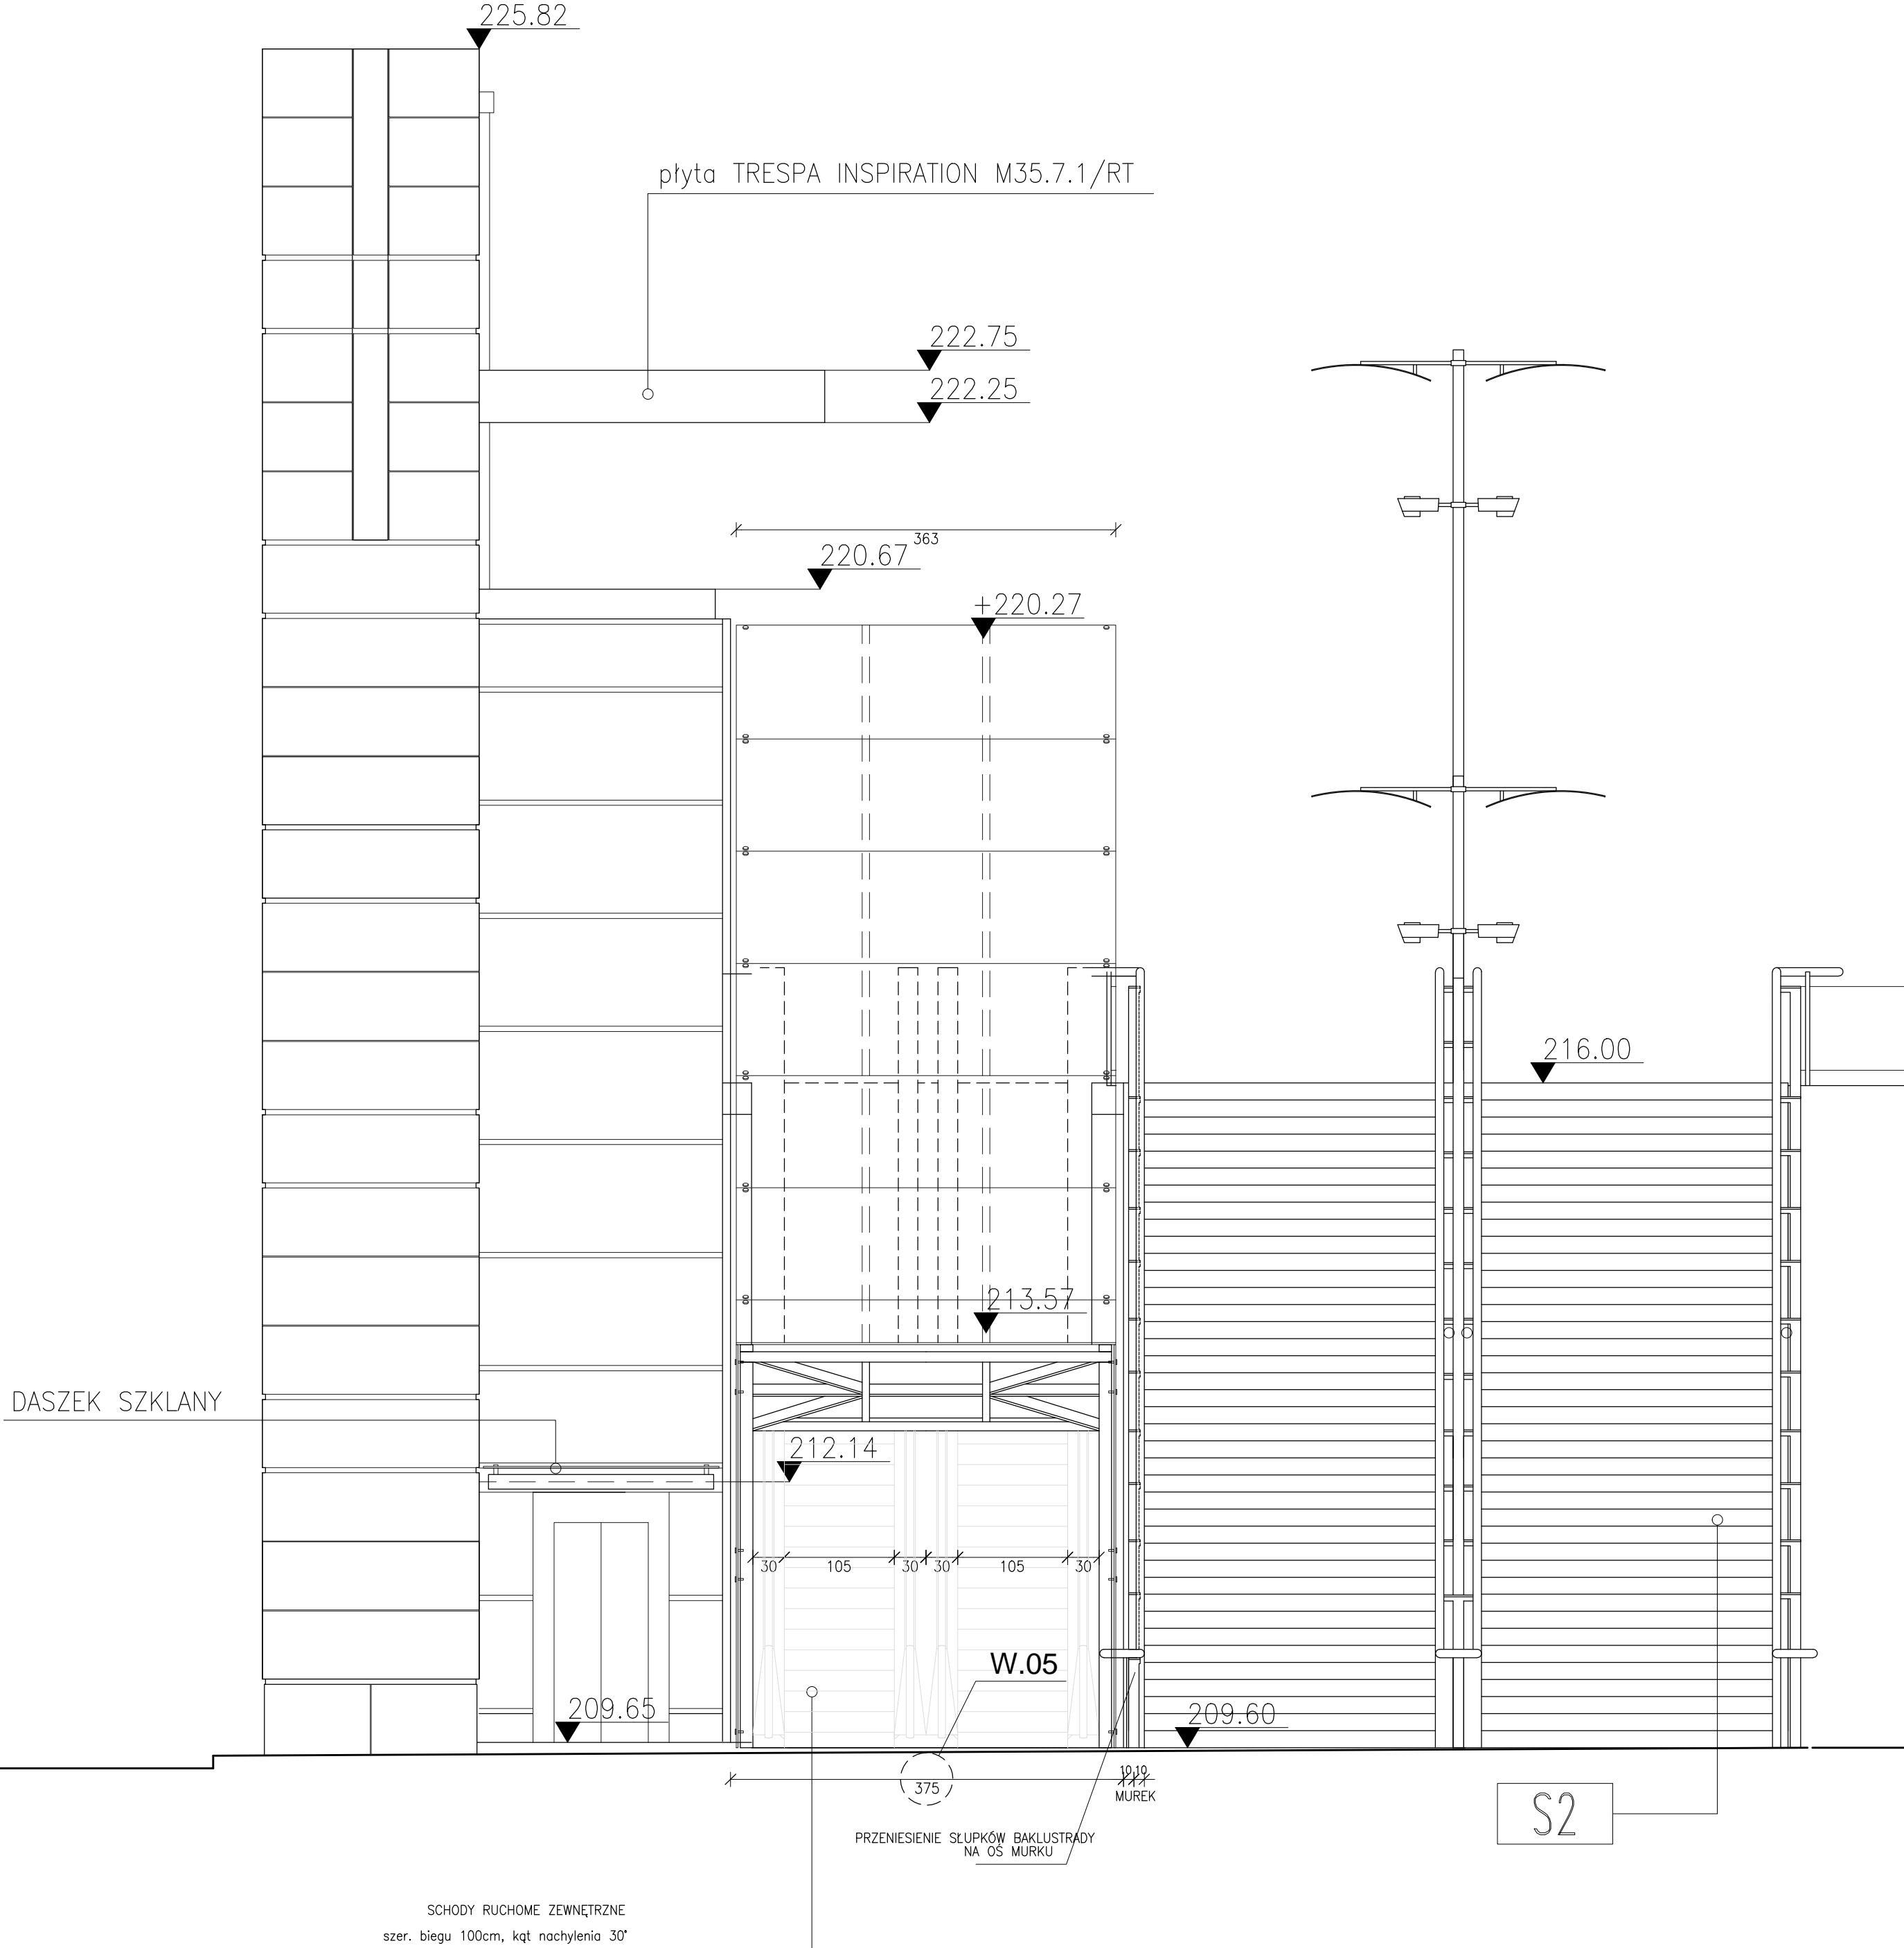 225.82
płyta TRESPA INSPIRATION M35.7.1/RT
222.75
222.25
363
220.67
+220.27
216.00
213.57
DASZEK SZKLANY
212.14
30 105 30 30 105 30
W.05
209.65
209.60
375
10 10
MUREK
S2
PRZENIESIENIE SŁUPKÓW BAKLUSTRADY
NA OŚ MURKU
SCHODY RUCHOME ZEWNĘTRZNE
szer. biegu 100cm, kąt nachylenia 30°